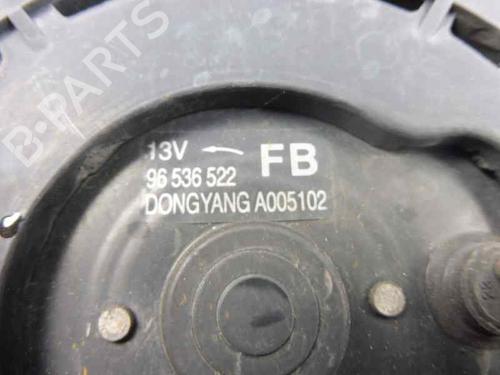 B-PARTS
13V ← FB
96 536 522
DONGYANG A005102